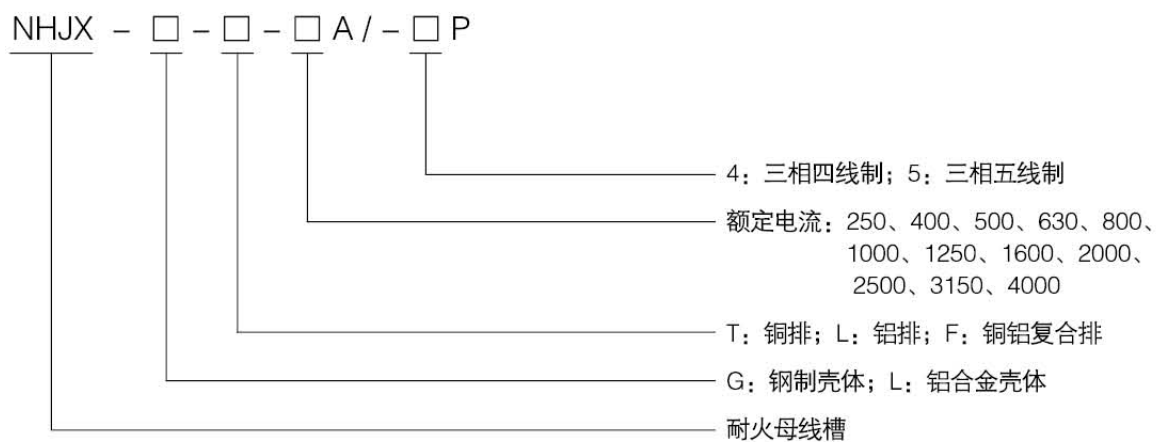 NHJX - □ - □ - □ A / - □ P
4：三相四线制；5：三相五线制
额定电流：250、400、500、630、800、
1000、1250、1600、2000、
2500、3150、4000
T：铜排；L：铝排；F：铜铝复合排
G：钢制壳体；L：铝合金壳体
耐火母线槽